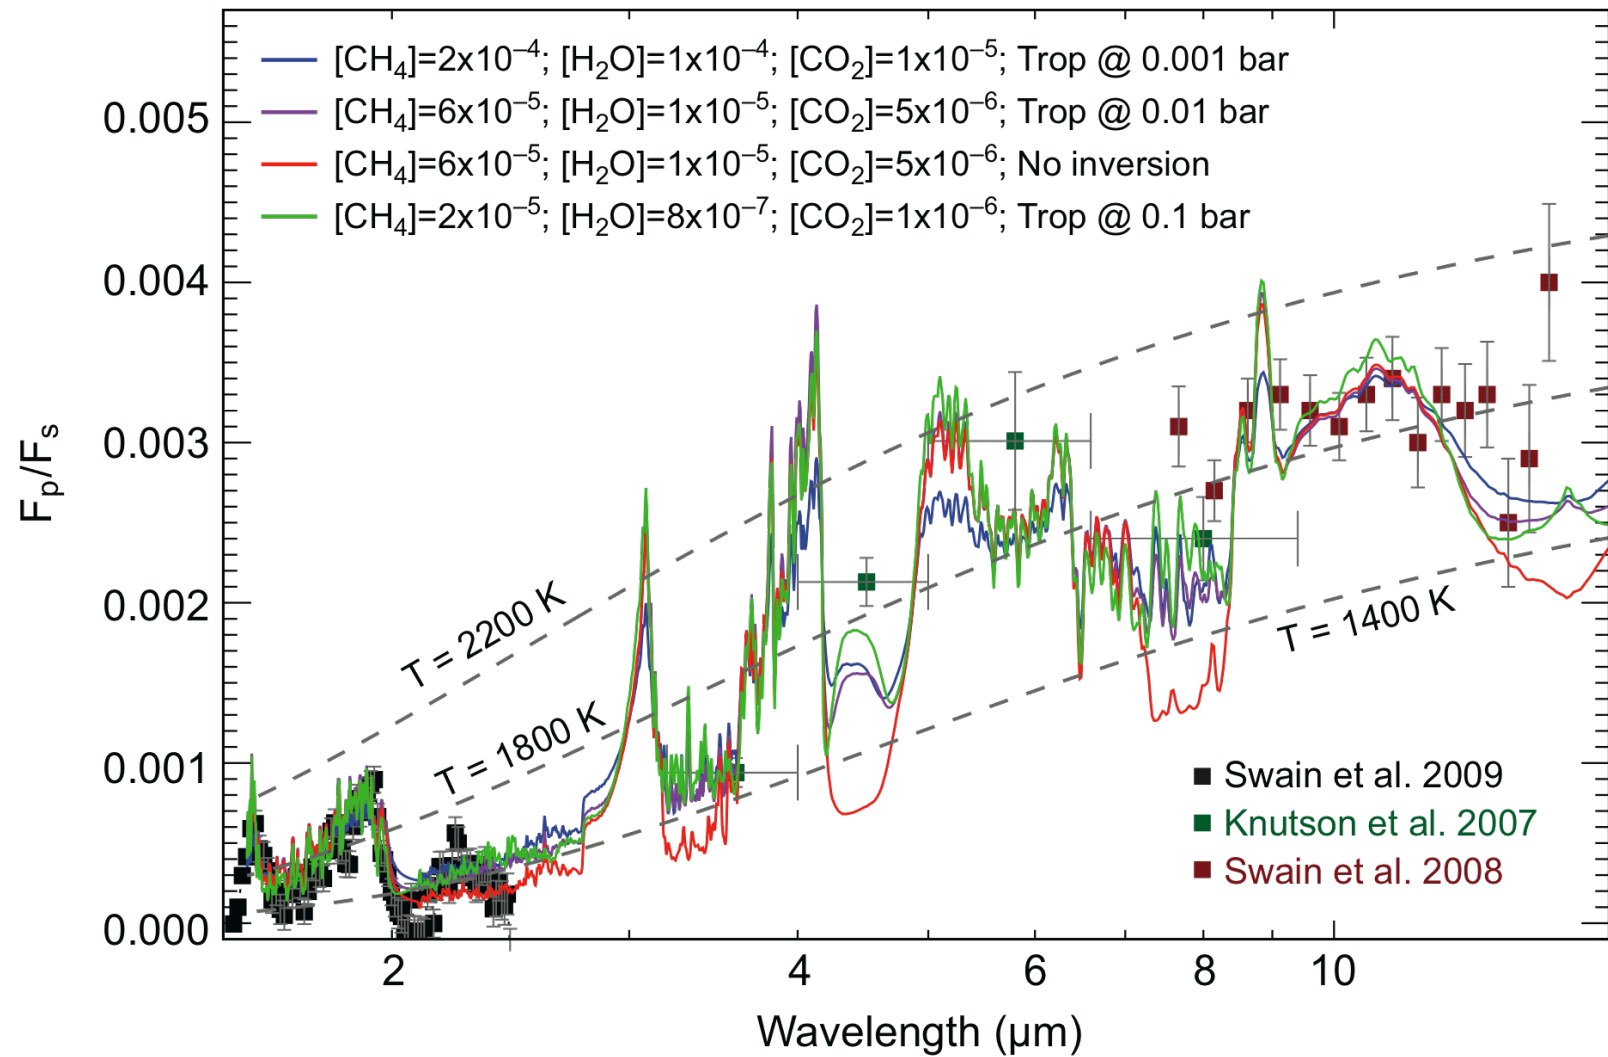 [CH₄]=2x10⁻⁴; [H₂O]=1x10⁻⁴; [CO₂]=1x10⁻⁵; Trop @ 0.001 bar
[CH₄]=6x10⁻⁵; [H₂O]=1x10⁻⁵; [CO₂]=5x10⁻⁶; Trop @ 0.01 bar
[CH₄]=6x10⁻⁵; [H₂O]=1x10⁻⁵; [CO₂]=5x10⁻⁶; No inversion
[CH₄]=2x10⁻⁵; [H₂O]=8x10⁻⁷; [CO₂]=1x10⁻⁶; Trop @ 0.1 bar
0.005
0.004
0.003
0.002
0.001
0.000
Fₚ/Fₛ
T = 2200 K
T = 1800 K
T = 1400 K
Swain et al. 2009
Knutson et al. 2007
Swain et al. 2008
2
4
6
8
10
Wavelength (μm)